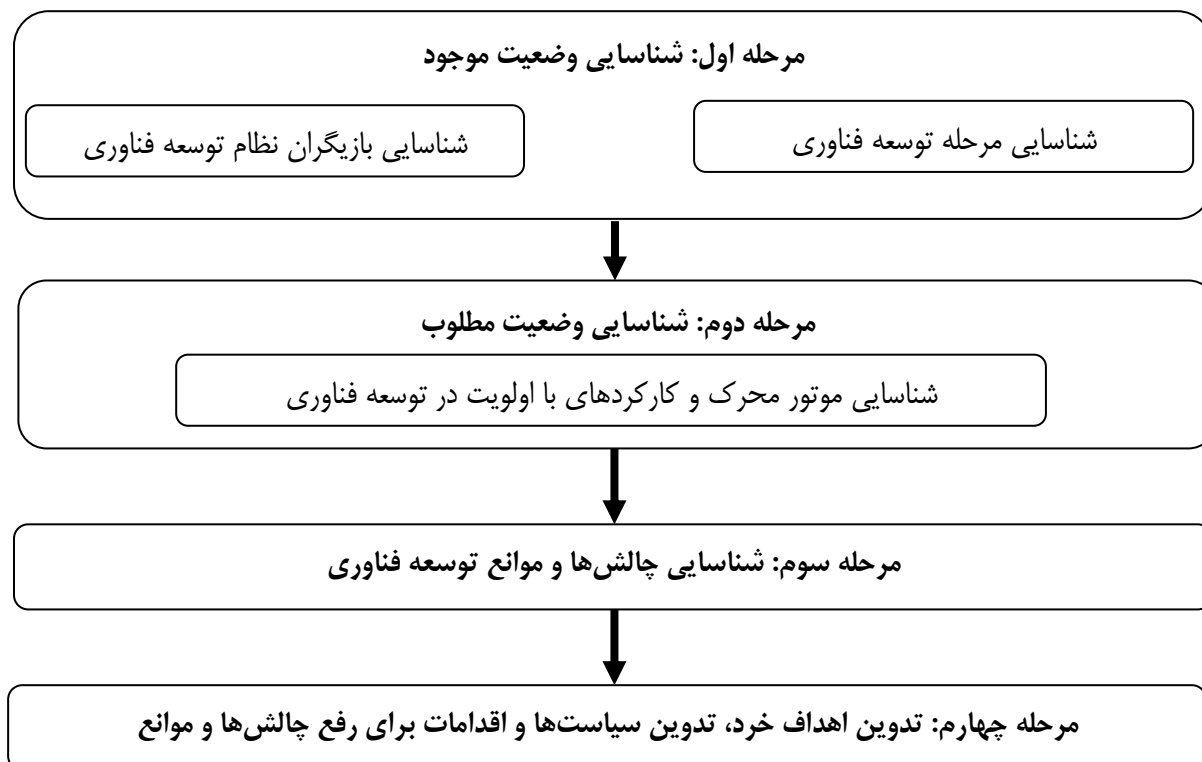 مرحله اول: شناسایی وضعیت موجود
شناسایی مرحله توسعه فناوری
شناسایی بازیگران نظام توسعه فناوری
مرحله دوم: شناسایی وضعیت مطلوب
شناسایی موتور محرک و کارکردهای با اولویت در توسعه فناوری
مرحله سوم: شناسایی چالش‌ها و موانع توسعه فناوری
مرحله چهارم: تدوین اهداف خرد، تدوین سیاست‌ها و اقدامات برای رفع چالش‌ها و موانع